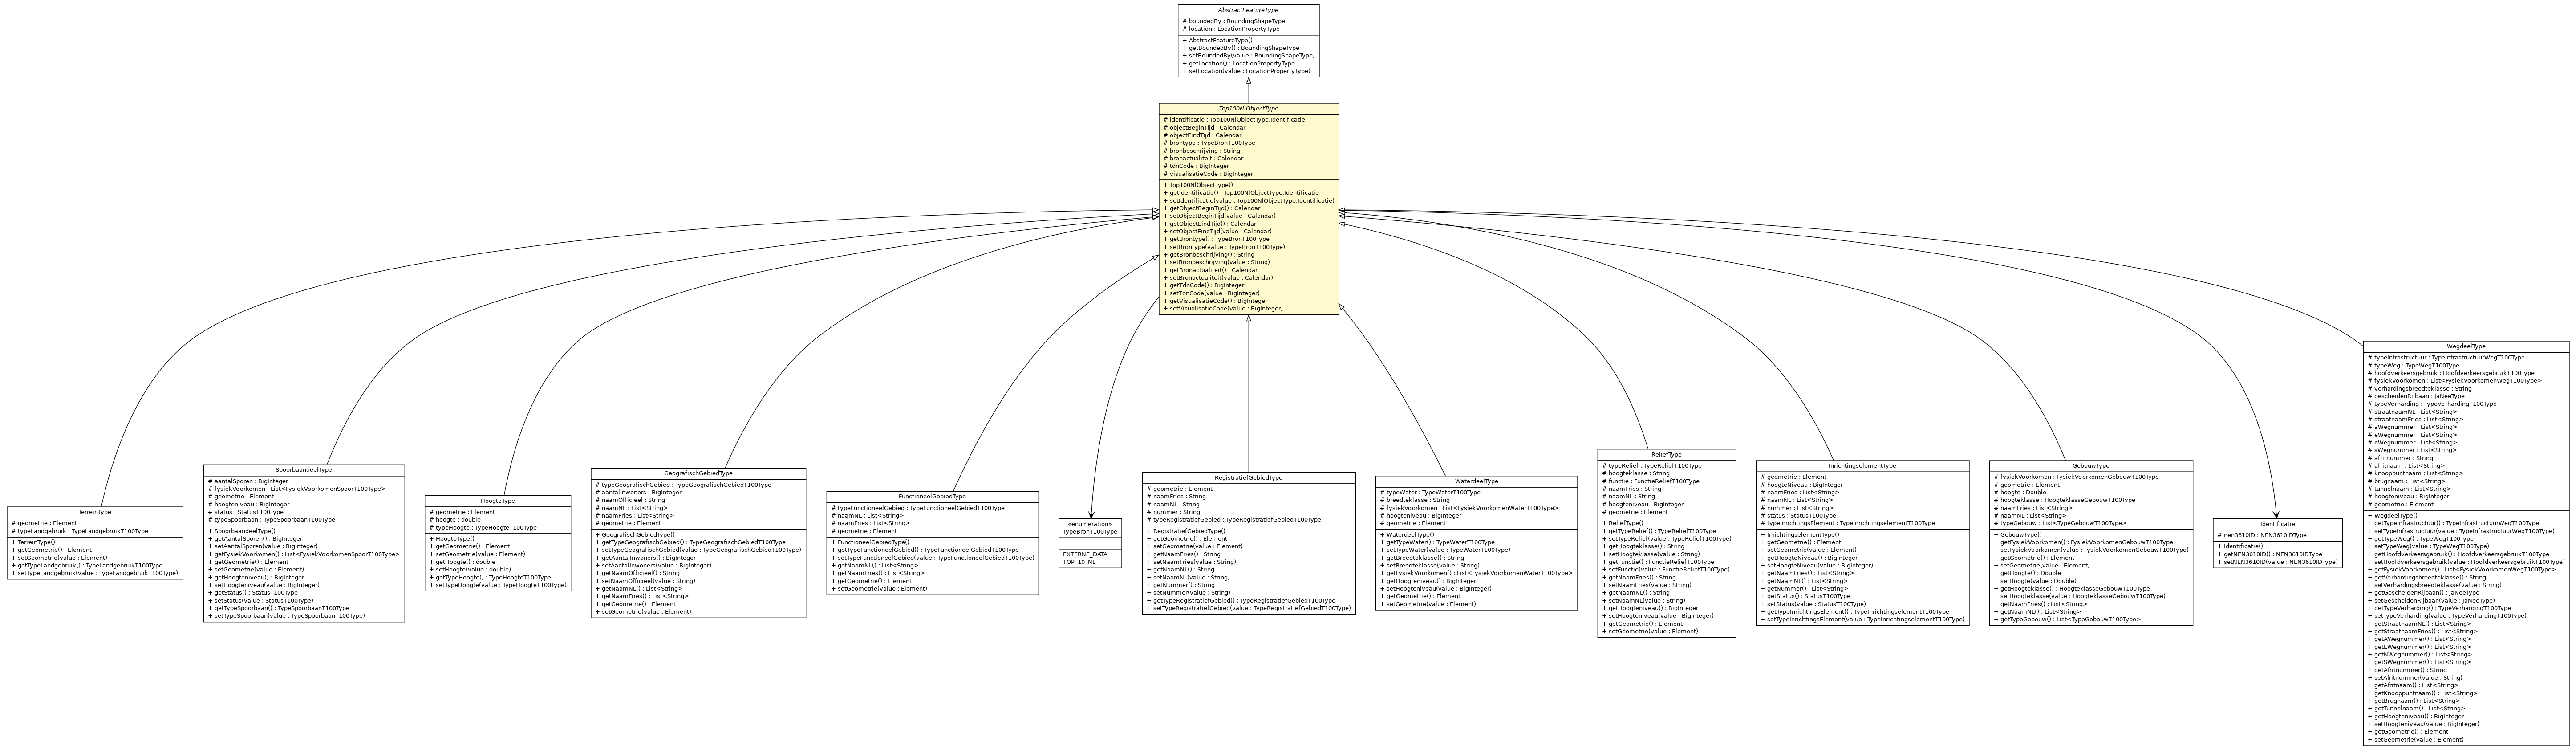 AbstractFeatureType
# boundedBy : BoundingShapeType
# location : LocationPropertyType
+ AbstractFeatureType()
+ getBoundedBy() : BoundingShapeType
+ setBoundedBy(value : BoundingShapeType)
+ getLocation() : LocationPropertyType
+ setLocation(value : LocationPropertyType)
Top100NlObjectType
# identificatie : Top100NlObjectType.Identificatie
# objectBeginTijd : Calendar
# objectEindTijd : Calendar
# brontype : TypeBronT100Type
# bronbeschrijving : String
# bronactualiteit : Calendar
# tdnCode : BigInteger
# visualisatieCode : BigInteger
+ Top100NlObjectType()
+ getIdentificatie() : Top100NlObjectType.Identificatie
+ setIdentificatie(value : Top100NlObjectType.Identificatie)
+ getObjectBeginTijd() : Calendar
+ setObjectBeginTijd(value : Calendar)
+ getObjectEindTijd() : Calendar
+ setObjectEindTijd(value : Calendar)
+ getBrontype() : TypeBronT100Type
+ setBrontype(value : TypeBronT100Type)
+ getBronbeschrijving() : String
+ setBronbeschrijving(value : String)
+ getBronactualiteit() : Calendar
+ setBronactualiteit(value : Calendar)
+ getTdnCode() : BigInteger
+ setTdnCode(value : BigInteger)
+ getVisualisatieCode() : BigInteger
+ setVisualisatieCode(value : BigInteger)
TerreinType
# geometrie : Element
# typeLandgebruik : TypeLandgebruikT100Type
+ TerreinType()
+ getGeometrie() : Element
+ setGeometrie(value : Element)
+ getTypeLandgebruik() : TypeLandgebruikT100Type
+ setTypeLandgebruik(value : TypeLandgebruikT100Type)
SpoorbaandeelType
# aantalSporen : BigInteger
# fysiekVoorkomen : List<FysiekVoorkomenSpoorT100Type>
# geometrie : Element
# hoogteniveau : BigInteger
# status : StatusT100Type
# typeSpoorbaan : TypeSpoorbaanT100Type
+ SpoorbaandeelType()
+ getAantalSporen() : BigInteger
+ setAantalSporen(value : BigInteger)
+ getFysiekVoorkomen() : List<FysiekVoorkomenSpoorT100Type>
+ getGeometrie() : Element
+ setGeometrie(value : Element)
+ getHoogteniveau() : BigInteger
+ setHoogteniveau(value : BigInteger)
+ getStatus() : StatusT100Type
+ setStatus(value : StatusT100Type)
+ getTypeSpoorbaan() : TypeSpoorbaanT100Type
+ setTypeSpoorbaan(value : TypeSpoorbaanT100Type)
HoogteType
# geometrie : Element
# hoogte : double
# typeHoogte : TypeHoogteT100Type
+ HoogteType()
+ getGeometrie() : Element
+ setGeometrie(value : Element)
+ getHoogte() : double
+ setHoogte(value : double)
+ getTypeHoogte() : TypeHoogteT100Type
+ setTypeHoogte(value : TypeHoogteT100Type)
GeografischGebiedType
# typeGeografischGebied : TypeGeografischGebiedT100Type
# aantalInwoners : BigInteger
# naamOfficieel : String
# naamNL : List<String>
# naamFries : List<String>
# geometrie : Element
+ GeografischGebiedType()
+ getTypeGeografischGebied() : TypeGeografischGebiedT100Type
+ setTypeGeografischGebied(value : TypeGeografischGebiedT100Type)
+ getAantalInwoners() : BigInteger
+ setAantalInwoners(value : BigInteger)
+ getNaamOfficieel() : String
+ setNaamOfficieel(value : String)
+ getNaamNL() : List<String>
+ getNaamFries() : List<String>
+ getGeometrie() : Element
+ setGeometrie(value : Element)
FunctioneelGebiedType
# typeFunctioneelGebied : TypeFunctioneelGebiedT100Type
# naamNL : List<String>
# naamFries : List<String>
# geometrie : Element
+ FunctioneelGebiedType()
+ getTypeFunctioneelGebied() : TypeFunctioneelGebiedT100Type
+ setTypeFunctioneelGebied(value : TypeFunctioneelGebiedT100Type)
+ getNaamNL() : List<String>
+ getNaamFries() : List<String>
+ getGeometrie() : Element
+ setGeometrie(value : Element)
«enumeration»
TypeBronT100Type
EXTERNE_DATA
TOP_10_NL
RegistratiefGebiedType
# geometrie : Element
# naamFries : String
# naamNL : String
# nummer : String
# typeRegistratiefGebied : TypeRegistratiefGebiedT100Type
+ RegistratiefGebiedType()
+ getGeometrie() : Element
+ setGeometrie(value : Element)
+ getNaamFries() : String
+ setNaamFries(value : String)
+ getNaamNL() : String
+ setNaamNL(value : String)
+ getNummer() : String
+ setNummer(value : String)
+ getTypeRegistratiefGebied() : TypeRegistratiefGebiedT100Type
+ setTypeRegistratiefGebied(value : TypeRegistratiefGebiedT100Type)
WaterdeelType
# typeWater : TypeWaterT100Type
# breedteklasse : String
# fysiekVoorkomen : List<FysiekVoorkomenWaterT100Type>
# hoogteniveau : BigInteger
# geometrie : Element
+ WaterdeelType()
+ getTypeWater() : TypeWaterT100Type
+ setTypeWater(value : TypeWaterT100Type)
+ getBreedteklasse() : String
+ setBreedteklasse(value : String)
+ getFysiekVoorkomen() : List<FysiekVoorkomenWaterT100Type>
+ getHoogteniveau() : BigInteger
+ setHoogteniveau(value : BigInteger)
+ getGeometrie() : Element
+ setGeometrie(value : Element)
ReliefType
# typeRelief : TypeReliefT100Type
# hoogteklasse : String
# functie : FunctieReliefT100Type
# naamFries : String
# naamNL : String
# hoogteniveau : BigInteger
# geometrie : Element
+ ReliefType()
+ getTypeRelief() : TypeReliefT100Type
+ setTypeRelief(value : TypeReliefT100Type)
+ getHoogteklasse() : String
+ setHoogteklasse(value : String)
+ getFunctie() : FunctieReliefT100Type
+ setFunctie(value : FunctieReliefT100Type)
+ getNaamFries() : String
+ setNaamFries(value : String)
+ getNaamNL() : String
+ setNaamNL(value : String)
+ getHoogteniveau() : BigInteger
+ setHoogteniveau(value : BigInteger)
+ getGeometrie() : Element
+ setGeometrie(value : Element)
InrichtingselementType
# geometrie : Element
# hoogteNiveau : BigInteger
# naamFries : List<String>
# naamNL : List<String>
# nummer : List<String>
# status : StatusT100Type
# typeInrichtingsElement : TypeInrichtingselementT100Type
+ InrichtingselementType()
+ getGeometrie() : Element
+ setGeometrie(value : Element)
+ getHoogteNiveau() : BigInteger
+ setHoogteNiveau(value : BigInteger)
+ getNaamFries() : List<String>
+ getNaamNL() : List<String>
+ getNummer() : List<String>
+ getStatus() : StatusT100Type
+ setStatus(value : StatusT100Type)
+ getTypeInrichtingsElement() : TypeInrichtingselementT100Type
+ setTypeInrichtingsElement(value : TypeInrichtingselementT100Type)
GebouwType
# fysiekVoorkomen : FysiekVoorkomenGebouwT100Type
# geometrie : Element
# hoogte : Double
# hoogteklasse : HoogteklasseGebouwT100Type
# naamFries : List<String>
# naamNL : List<String>
# typeGebouw : List<TypeGebouwT100Type>
+ GebouwType()
+ getFysiekVoorkomen() : FysiekVoorkomenGebouwT100Type
+ setFysiekVoorkomen(value : FysiekVoorkomenGebouwT100Type)
+ getGeometrie() : Element
+ setGeometrie(value : Element)
+ getHoogte() : Double
+ setHoogte(value : Double)
+ getHoogteklasse() : HoogteklasseGebouwT100Type
+ setHoogteklasse(value : HoogteklasseGebouwT100Type)
+ getNaamFries() : List<String>
+ getNaamNL() : List<String>
+ getTypeGebouw() : List<TypeGebouwT100Type>
Identificatie
# nen3610ID : NEN3610IDType
+ Identificatie()
+ getNEN3610ID() : NEN3610IDType
+ setNEN3610ID(value : NEN3610IDType)
WegdeelType
# typeInfrastructuur : TypeInfrastructuurWegT100Type
# typeWeg : TypeWegT100Type
# hoofdverkeersgebruik : HoofdverkeersgebruikT100Type
# fysiekVoorkomen : List<FysiekVoorkomenWegT100Type>
# verhardingsbreedteklasse : String
# gescheidenRijbaan : JaNeeType
# typeVerharding : TypeVerhardingT100Type
# straatnaamNL : List<String>
# straatnaamFries : List<String>
# aWegnummer : List<String>
# eWegnummer : List<String>
# nWegnummer : List<String>
# sWegnummer : List<String>
# afritnummer : String
# afritnaam : List<String>
# knooppuntnaam : List<String>
# brugnaam : List<String>
# tunnelnaam : List<String>
# hoogteniveau : BigInteger
# geometrie : Element
+ WegdeelType()
+ getTypeInfrastructuur() : TypeInfrastructuurWegT100Type
+ setTypeInfrastructuur(value : TypeInfrastructuurWegT100Type)
+ getTypeWeg() : TypeWegT100Type
+ setTypeWeg(value : TypeWegT100Type)
+ getHoofdverkeersgebruik() : HoofdverkeersgebruikT100Type
+ setHoofdverkeersgebruik(value : HoofdverkeersgebruikT100Type)
+ getFysiekVoorkomen() : List<FysiekVoorkomenWegT100Type>
+ getVerhardingsbreedteklasse() : String
+ setVerhardingsbreedteklasse(value : String)
+ getGescheidenRijbaan() : JaNeeType
+ setGescheidenRijbaan(value : JaNeeType)
+ getTypeVerharding() : TypeVerhardingT100Type
+ setTypeVerharding(value : TypeVerhardingT100Type)
+ getStraatnaamNL() : List<String>
+ getStraatnaamFries() : List<String>
+ getAWegnummer() : List<String>
+ getEWegnummer() : List<String>
+ getNWegnummer() : List<String>
+ getSWegnummer() : List<String>
+ getAfritnummer() : String
+ setAfritnummer(value : String)
+ getAfritnaam() : List<String>
+ getKnooppuntnaam() : List<String>
+ getBrugnaam() : List<String>
+ getTunnelnaam() : List<String>
+ getHoogteniveau() : BigInteger
+ setHoogteniveau(value : BigInteger)
+ getGeometrie() : Element
+ setGeometrie(value : Element)